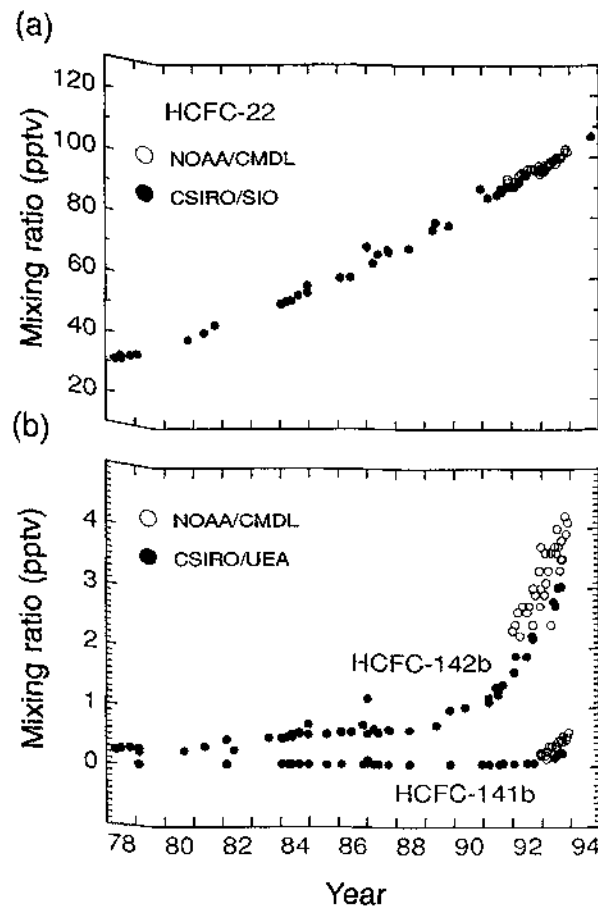 (a)
120
100
80
60
40
20
Mixing ratio (pptv)
HCFC-22
NOAA/CMDL
CSIRO/SIO
(b)
4
3
2
1
0
Mixing ratio (pptv)
NOAA/CMDL
CSIRO/UEA
HCFC-142b
HCFC-141b
78 80 82 84 86 88 90 92 94
Year